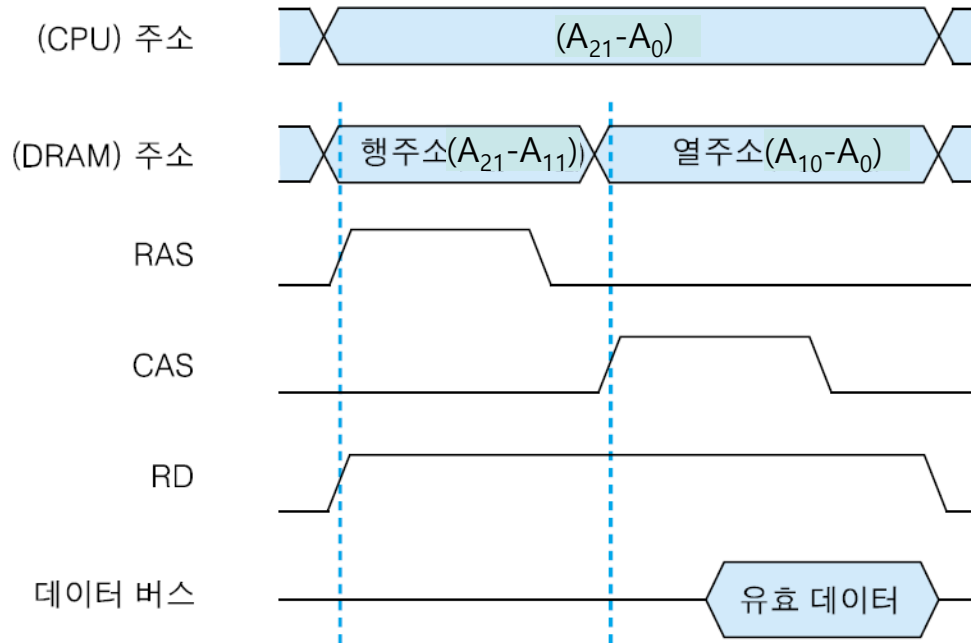 (CPU) 주소 (A21-A0)
(DRAM) 주소 행주소(A21-A11)) 열주소(A10-A0)
RAS
CAS
RD
데이터 버스 유효 데이터